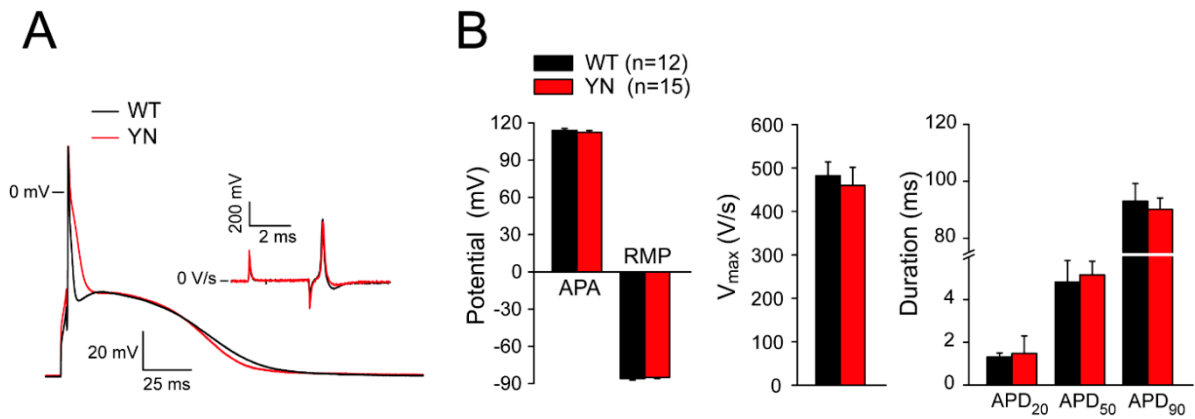 A
WT
YN
0 mV
200 mV
2 ms
0 V/s
20 mV
25 ms
B
WT (n=12)
YN (n=15)
Potential (mV)
120
90
60
30
0
-30
-60
-90
APA
RMP
Vmax (V/s)
600
500
400
300
200
100
0
Duration (ms)
120
100
80
4
2
0
APD20
APD50
APD90